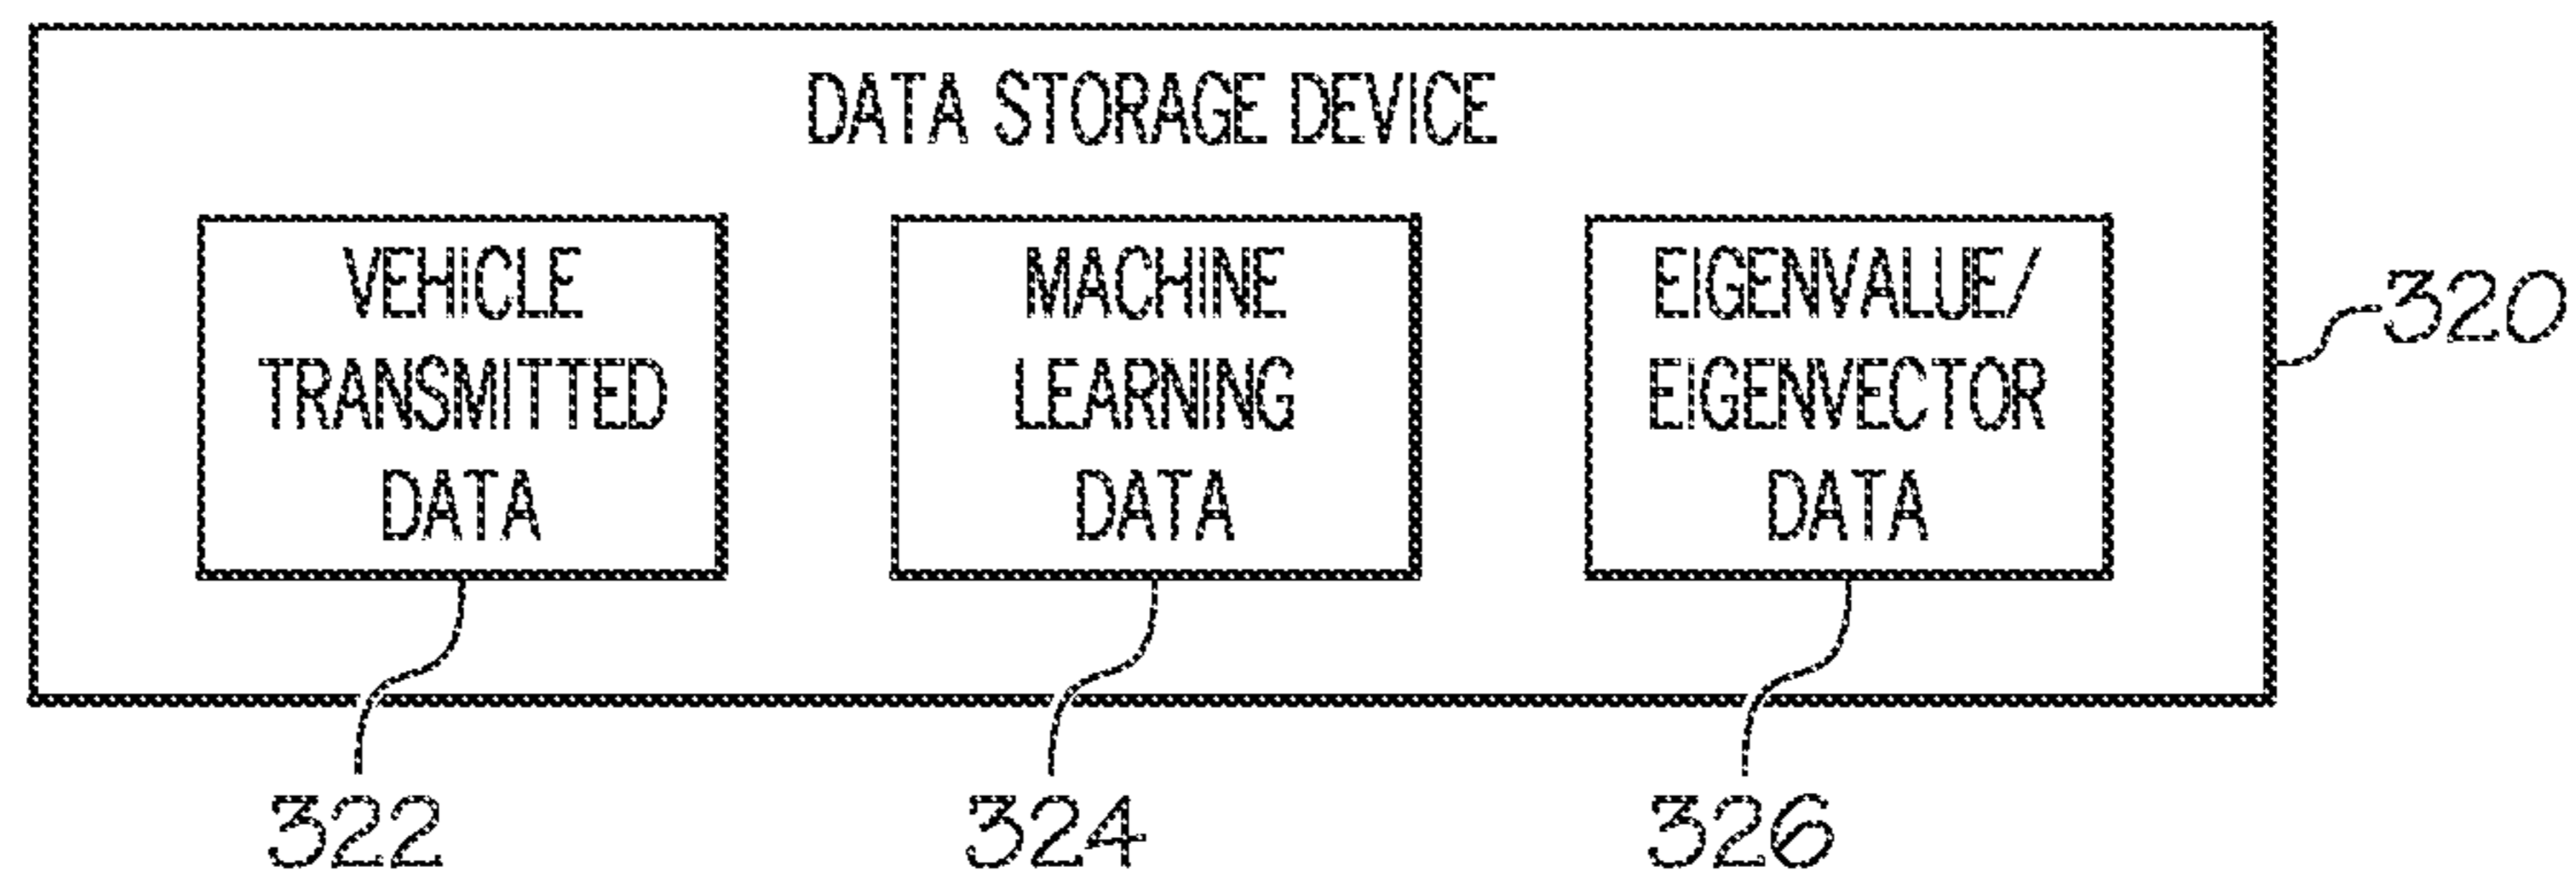 DATA STORAGE DEVICE
VEHICLE
TRANSMITTED
DATA
MACHINE
LEARNING
DATA
EIGENVALUE/
EIGENVECTOR
DATA
320
322
324
326